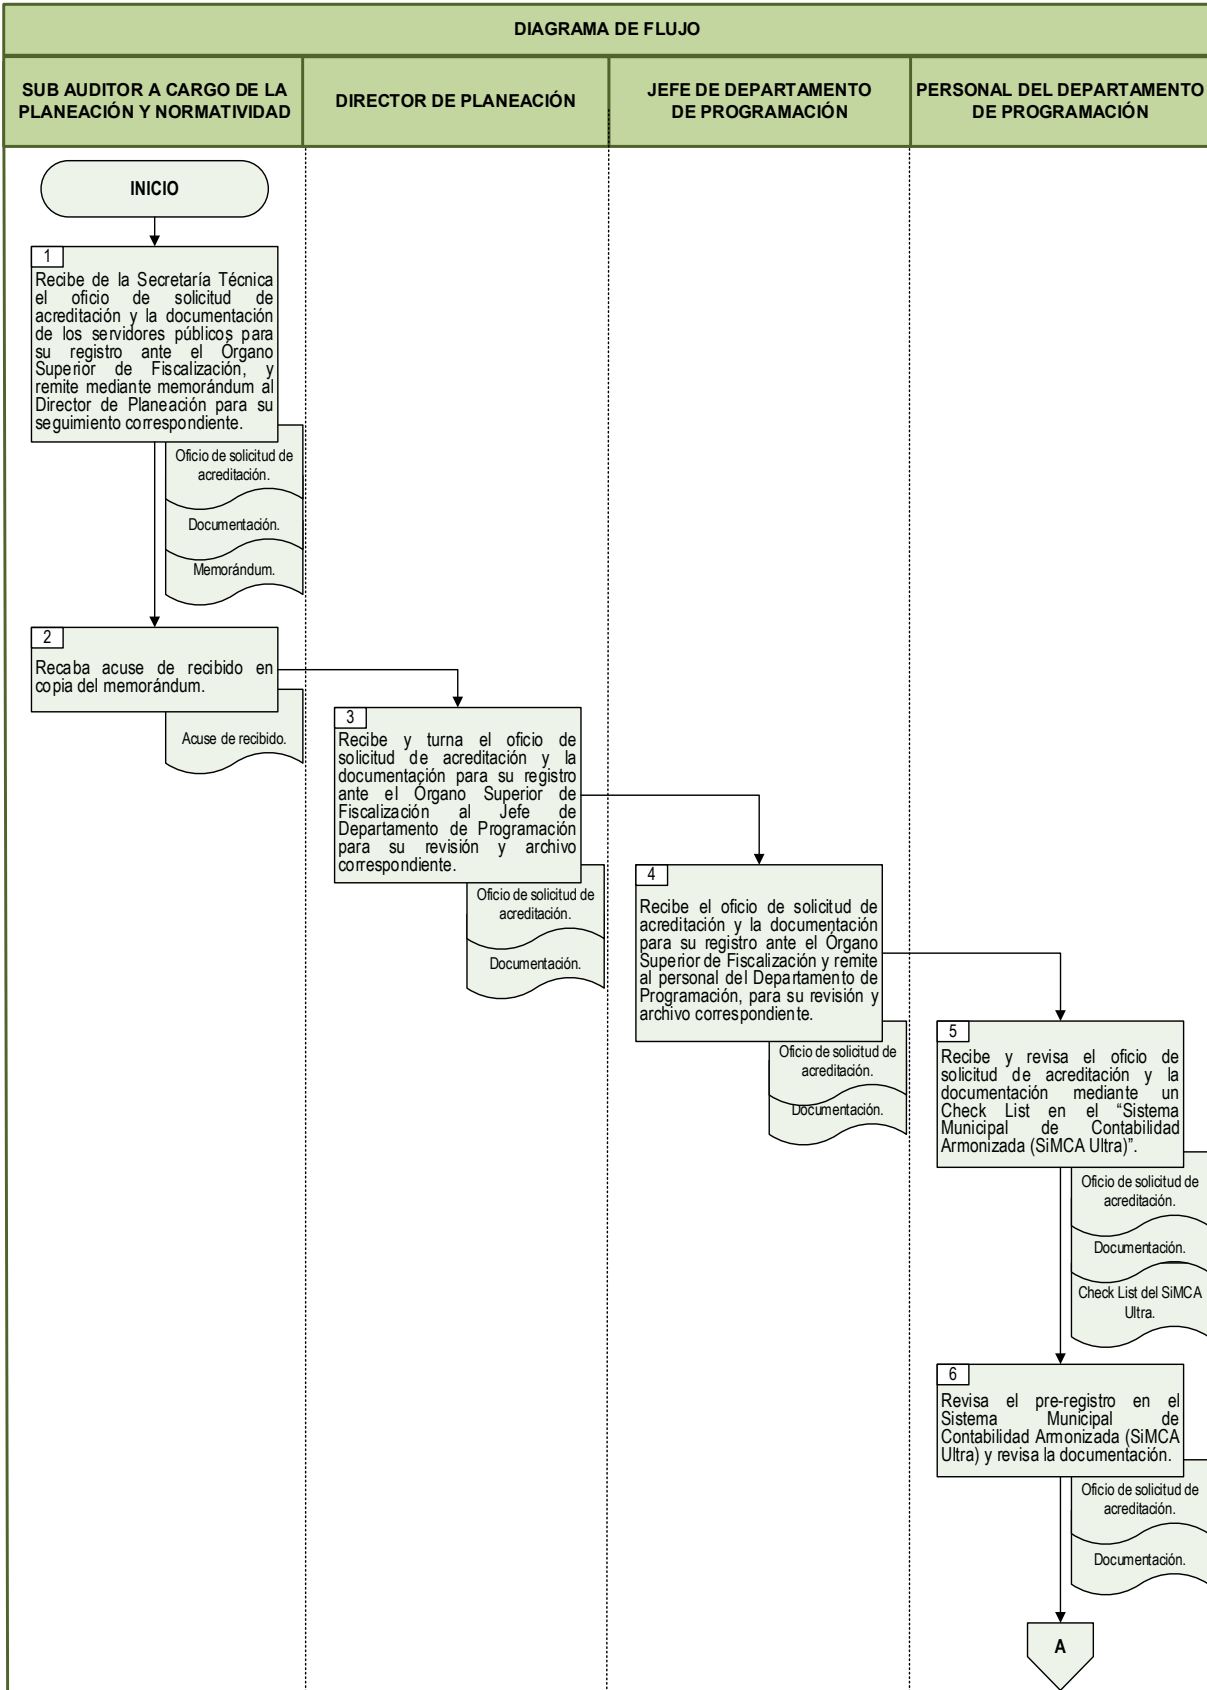 DIAGRAMA DE FLUJO
SUB AUDITOR A CARGO DE LA
PLANEACIÓN Y NORMATIVIDAD
DIRECTOR DE PLANEACIÓN
JEFE DE DEPARTAMENTO
DE PROGRAMACIÓN
PERSONAL DEL DEPARTAMENTO
DE PROGRAMACIÓN
INICIO
1
Recibe de la Secretaría Técnica
el oficio de solicitud de
acreditación y la documentación
de los servidores públicos para
su registro ante el Órgano
Superior de Fiscalización, y
remite mediante memorándum al
Director de Planeación para su
seguimiento correspondiente.
Oficio de solicitud de
acreditación.
Documentación.
Memorándum.
2
Recaba acuse de recibido en
copia del memorándum.
Acuse de recibido.
3
Recibe y turna el oficio de
solicitud de acreditación y la
documentación para su registro
ante el Órgano Superior de
Fiscalización al Jefe de
Departamento de Programación
para su revisión y archivo
correspondiente.
Oficio de solicitud de
acreditación.
Documentación.
4
Recibe el oficio de solicitud de
acreditación y la documentación
para su registro ante el Órgano
Superior de Fiscalización y remite
al personal del Departamento de
Programación, para su revisión y
archivo correspondiente.
Oficio de solicitud de
acreditación.
Documentación.
5
Recibe y revisa el oficio de
solicitud de acreditación y la
documentación mediante un
Check List en el “Sistema
Municipal de Contabilidad
Armonizada (SiMCA Ultra)”.
Oficio de solicitud de
acreditación.
Documentación.
Check List del SiMCA
Ultra.
6
Revisa el pre-registro en el
Sistema Municipal de
Contabilidad Armonizada (SiMCA
Ultra) y revisa la documentación.
Oficio de solicitud de
acreditación.
Documentación.
A